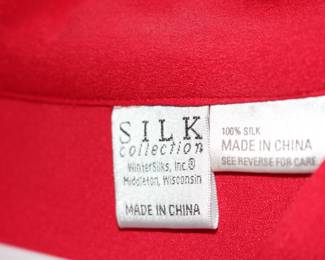 SILK
collection
WinterSilks, Inc.®
Middleton, Wisconsin
MADE IN CHINA
100% SILK
MADE IN CHINA
SEE REVERSE FOR CARE